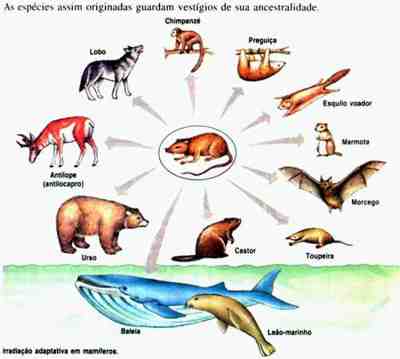 As espécies assim originadas guardam vestígios de sua ancestralidade.
Chimpanzé
Preguiça
Lobo
Esquilo voador
Marmota
Antílope
(antilocapro)
Morcego
Urso
Castor
Toupeira
Baleia
Leão-marinho
Irradiação adaptativa em mamíferos.